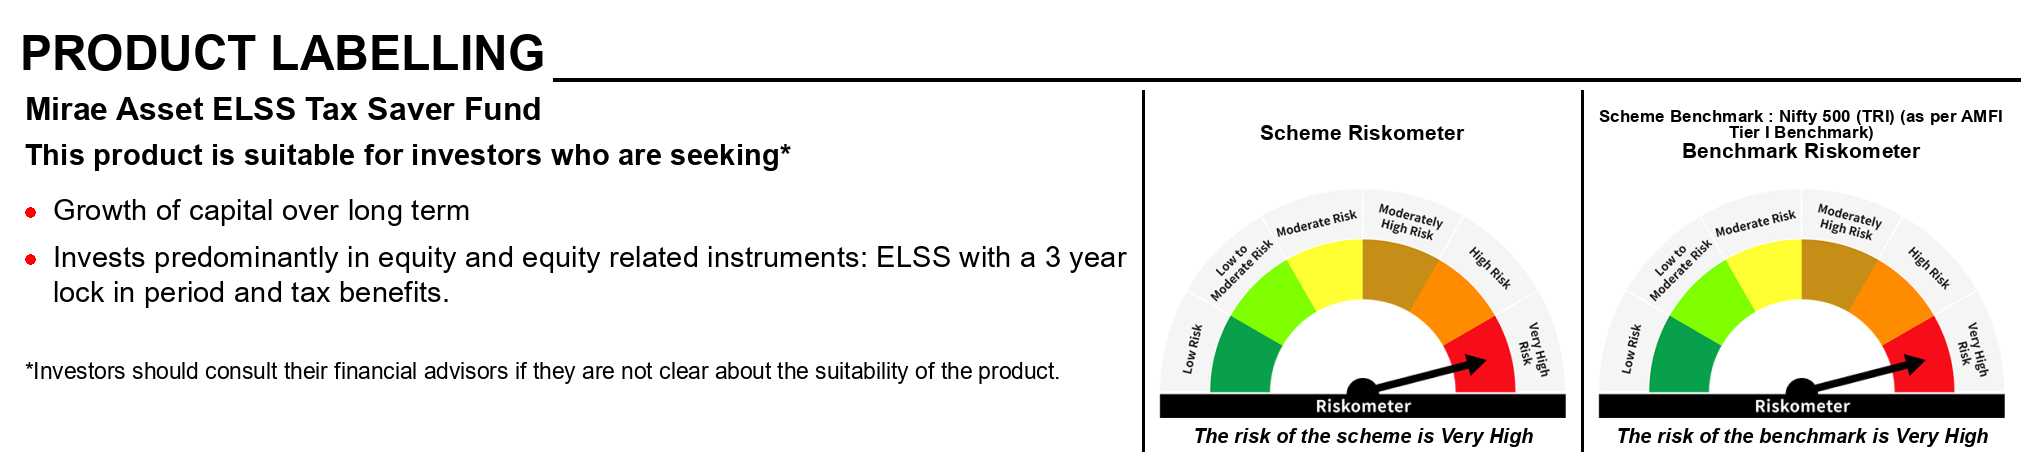 PRODUCT LABELLING
Mirae Asset ELSS Tax Saver Fund
This product is suitable for investors who are seeking*
• Growth of capital over long term
• Invests predominantly in equity and equity related instruments: ELSS with a 3 year
lock in period and tax benefits.
*Investors should consult their financial advisors if they are not clear about the suitability of the product.
Scheme Riskometer
Low Risk
Low to
Moderate Risk
Moderate Risk
Moderately
High Risk
High Risk
Very High
Risk
Riskometer
The risk of the scheme is Very High
Scheme Benchmark : Nifty 500 (TRI) (as per AMFI
Tier I Benchmark)
Benchmark Riskometer
Low Risk
Low to
Moderate Risk
Moderate Risk
Moderately
High Risk
High Risk
Very High
Risk
Riskometer
The risk of the benchmark is Very High